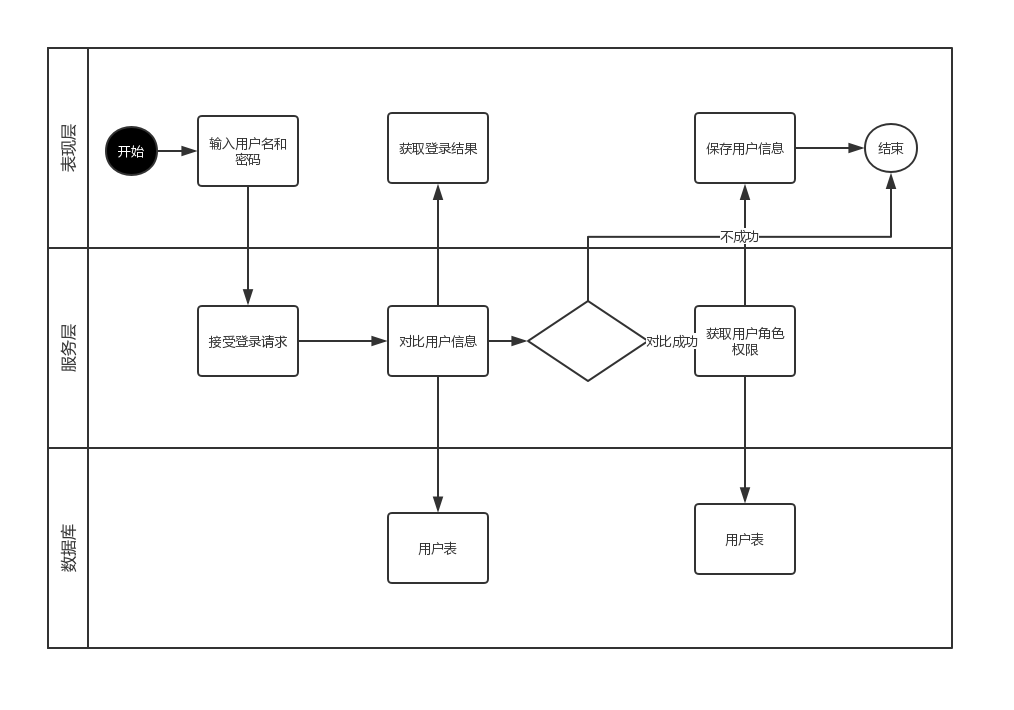 表现层
开始
输入用户名和
密码
获取登录结果
保存用户信息
结束
不成功
服务层
接受登录请求
对比用户信息
对比成功
获取用户角色
权限
数据库
用户表
用户表